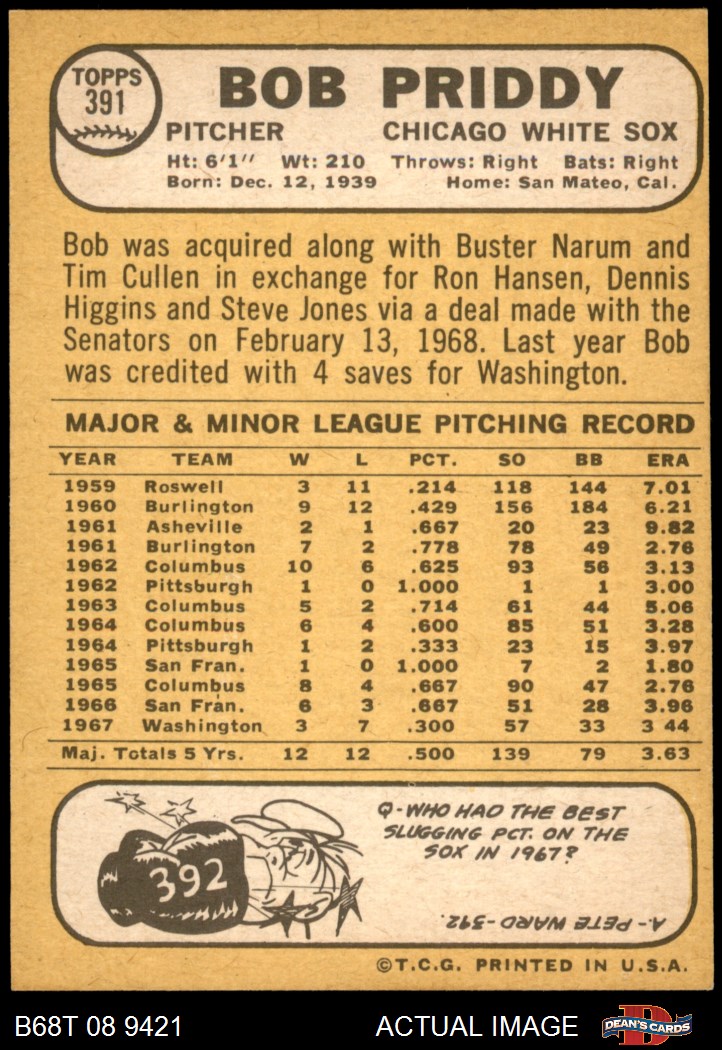 TOPPS
391
BOB PRIDDY
PITCHER CHICAGO WHITE SOX
Ht: 6'1" Wt: 210 Throws: Right Bats: Right
Born: Dec. 12, 1939 Home: San Mateo, Cal.
Bob was acquired along with Buster Narum and
Tim Cullen in exchange for Ron Hansen, Dennis
Higgins and Steve Jones via a deal made with the
Senators on February 13, 1968. Last year Bob
was credited with 4 saves for Washington.
MAJOR & MINOR LEAGUE PITCHING RECORD
YEAR TEAM W L PCT. SO BB ERA
1959 Roswell 3 11 .214 118 144 7.01
1960 Burlington 9 12 .429 156 184 6.21
1961 Asheville 2 1 .667 20 23 9.82
1961 Burlington 7 2 .778 78 49 2.76
1962 Columbus 10 6 .625 93 56 3.13
1962 Pittsburgh 1 0 1.000 1 1 3.00
1963 Columbus 5 2 .714 61 44 5.06
1964 Columbus 6 4 .600 85 51 3.28
1964 Pittsburgh 1 2 .333 23 15 3.97
1965 San Fran. 1 0 1.000 7 2 1.80
1965 Columbus 8 4 .667 90 47 2.76
1966 San Fran. 6 3 .667 51 28 3.96
1967 Washington 3 7 .300 57 33 3 44
Maj. Totals 5 Yrs. 12 12 .500 139 79 3.63
Q-WHO HAD THE BEST
SLUGGING PCT. ON THE
SOX IN 1967?
392
A.-PETE WARD-.392.
©T.C.G. PRINTED IN U.S.A.
B68T 08 9421 ACTUAL IMAGE DEAN'S CARDS